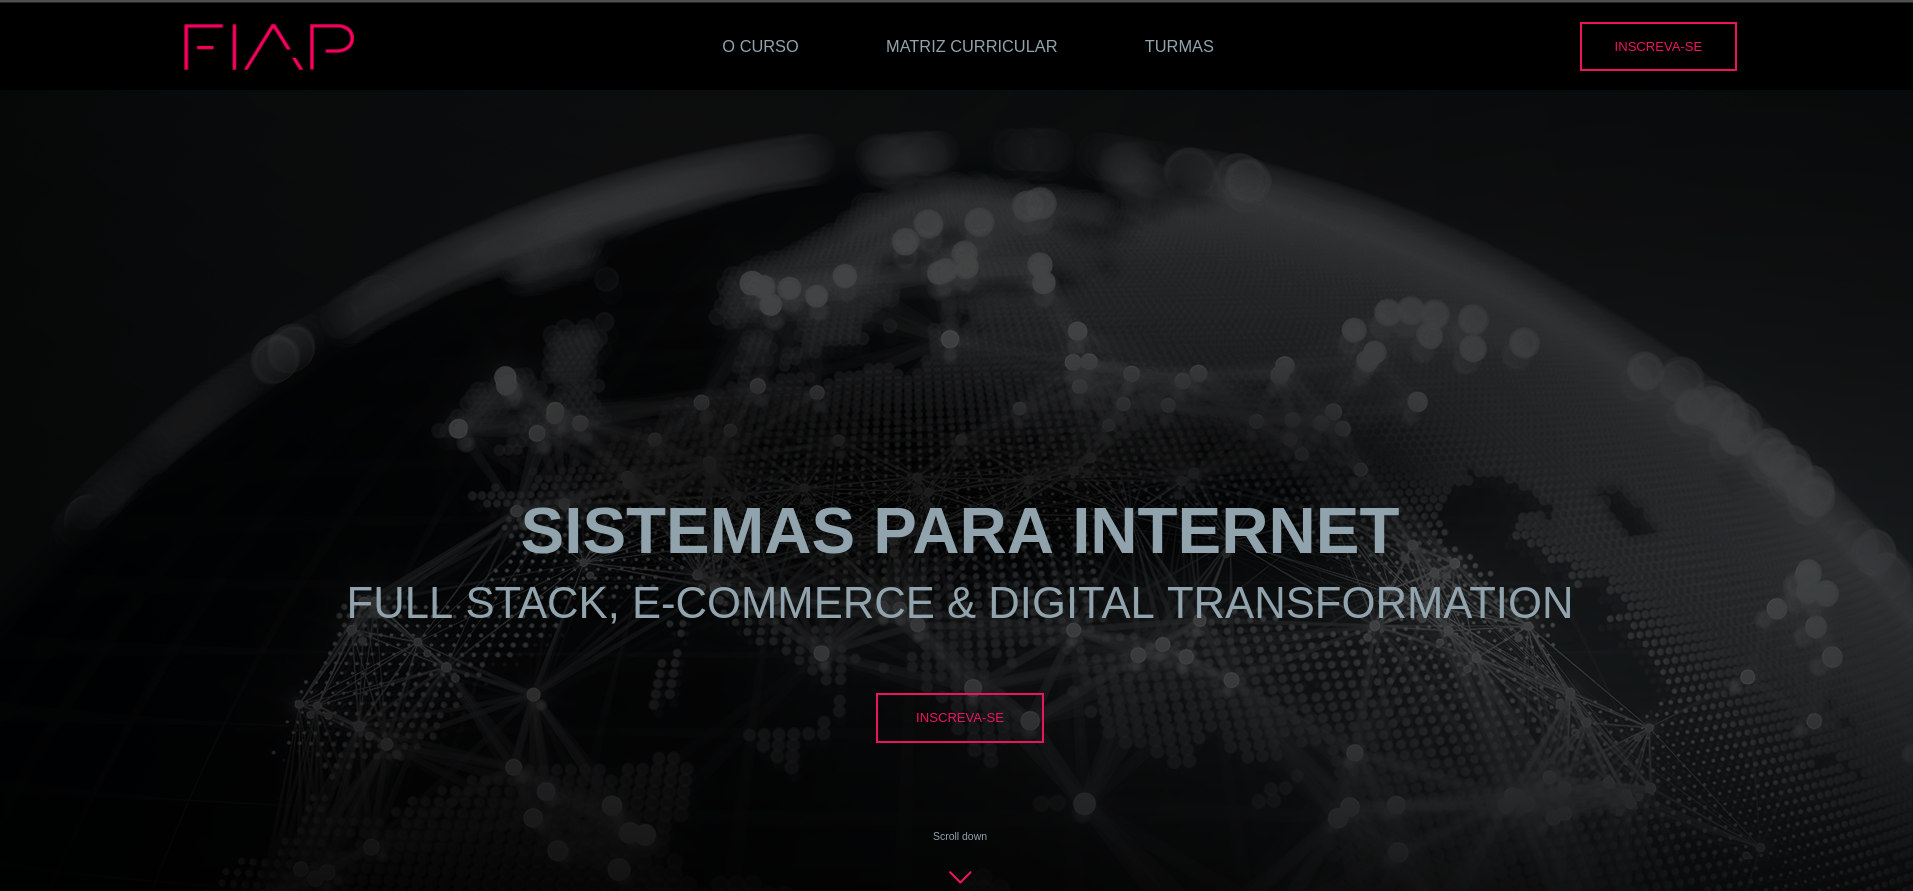 FIAP
O CURSO
MATRIZ CURRICULAR
TURMAS
INSCREVA-SE
SISTEMAS PARA INTERNET
FULL STACK, E-COMMERCE & DIGITAL TRANSFORMATION
INSCREVA-SE
Scroll down